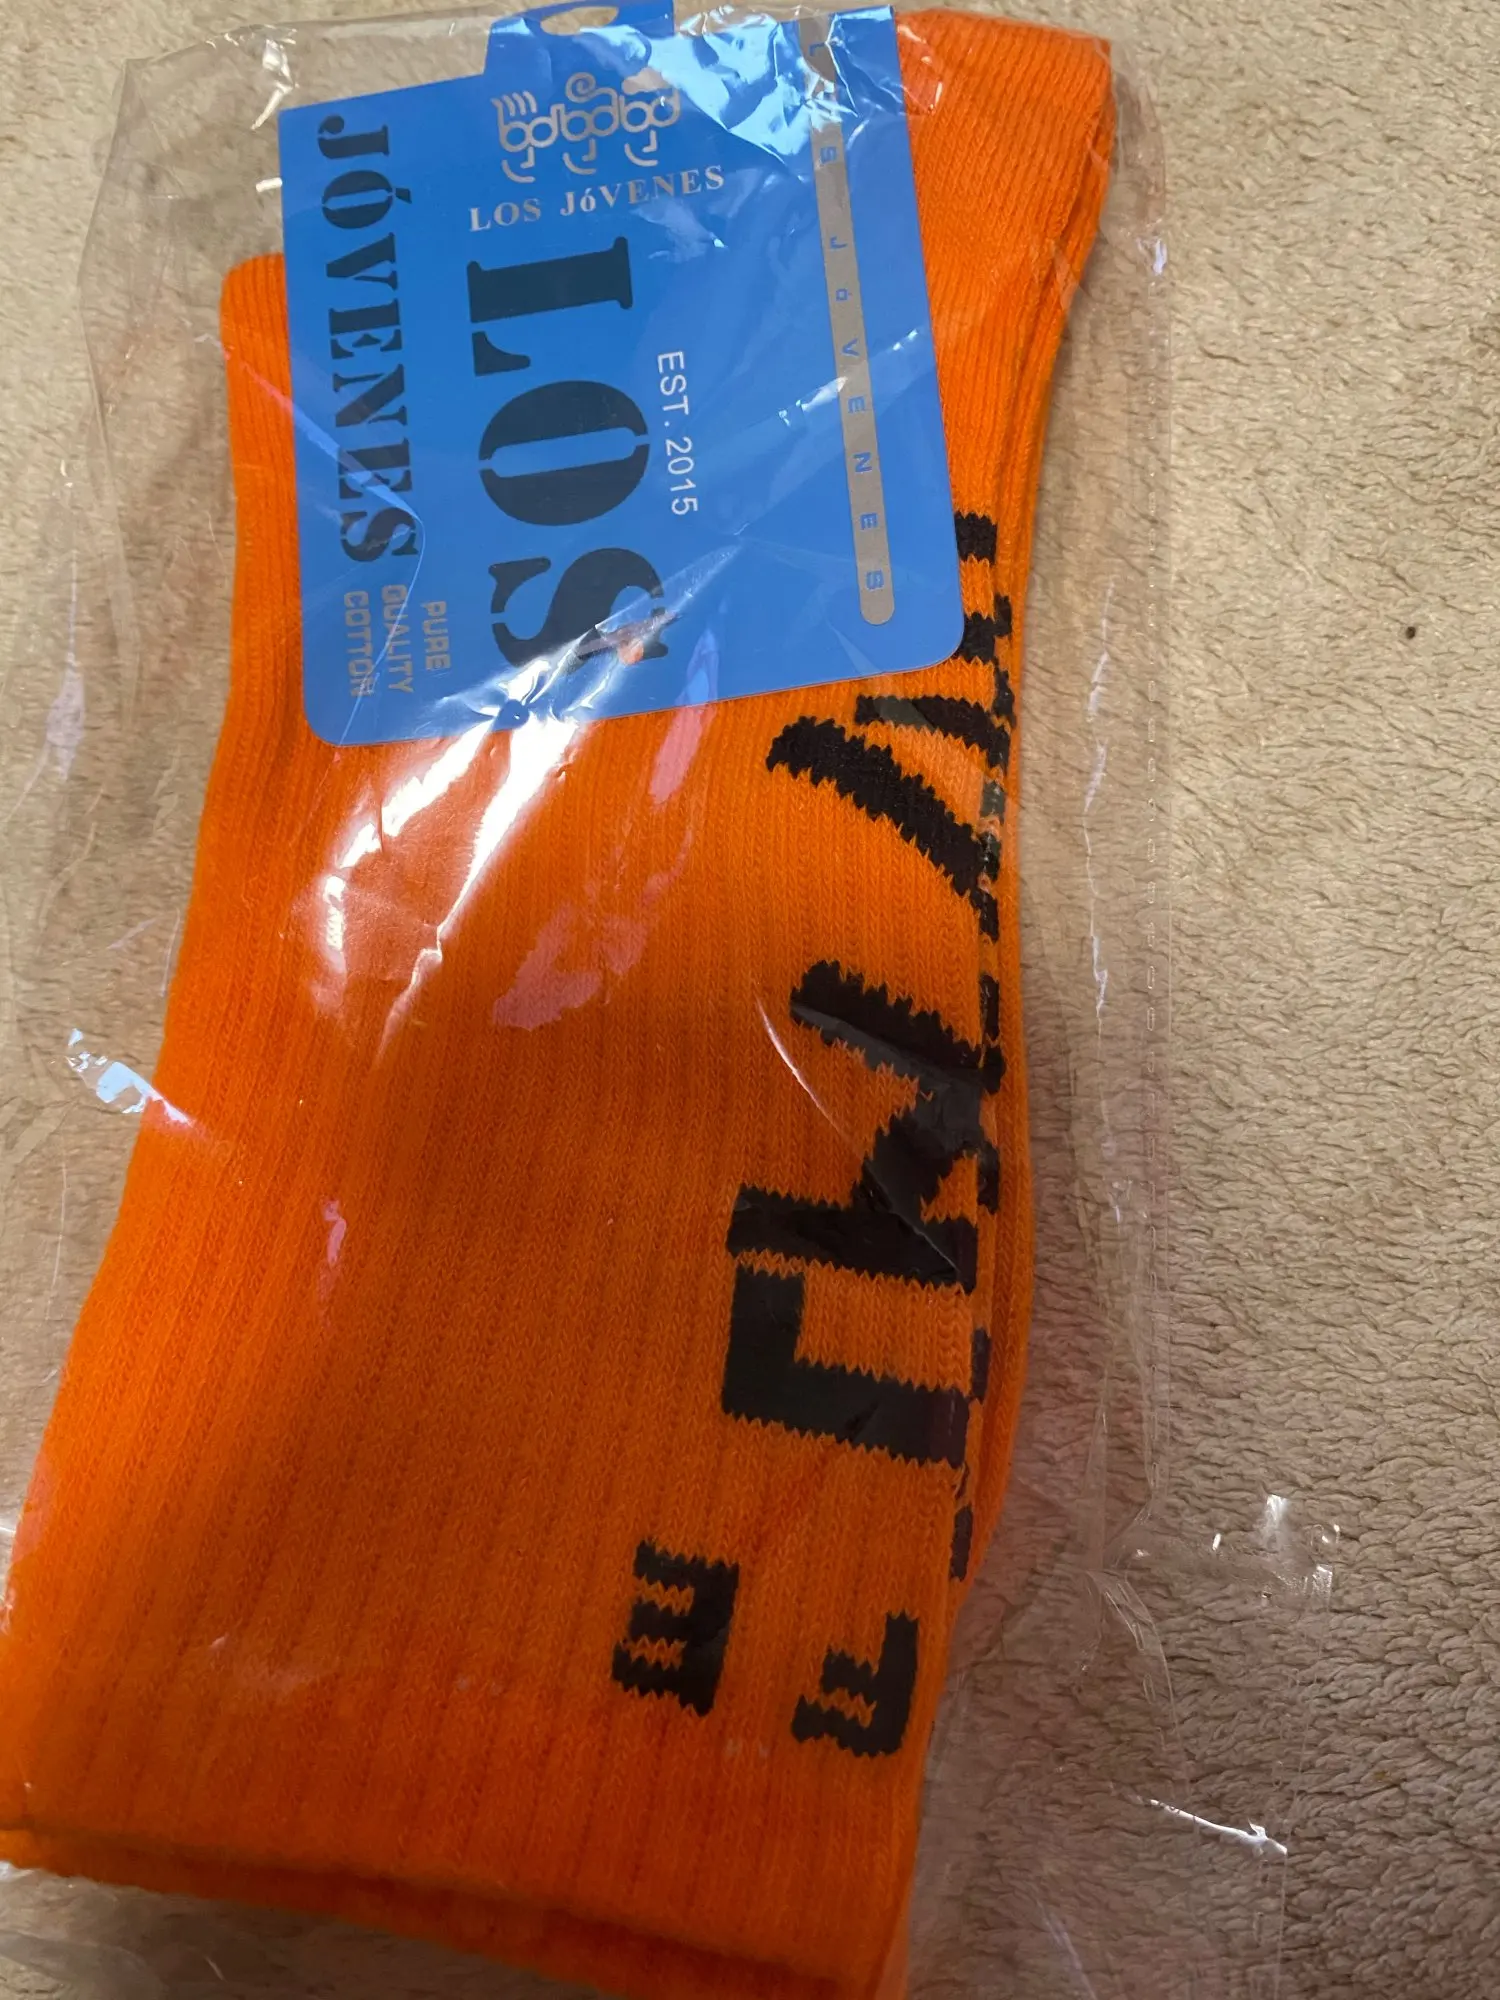 LOS JóVENES
LOS
JÓVENES
EST. 2015
PURE
QUALITY
COTTON
LOS JóVENES